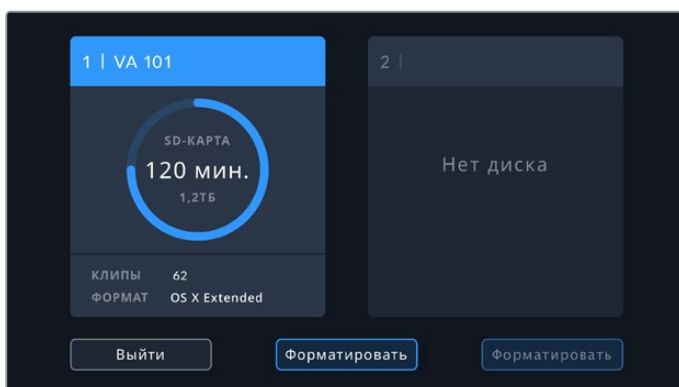 1 | VA 101
SD-КАРТА
120 мин.
1,2ТБ
КЛИПЫ 62
ФОРМАТ OS X Extended
2 |
Нет диска
Выйти
Форматировать
Форматировать